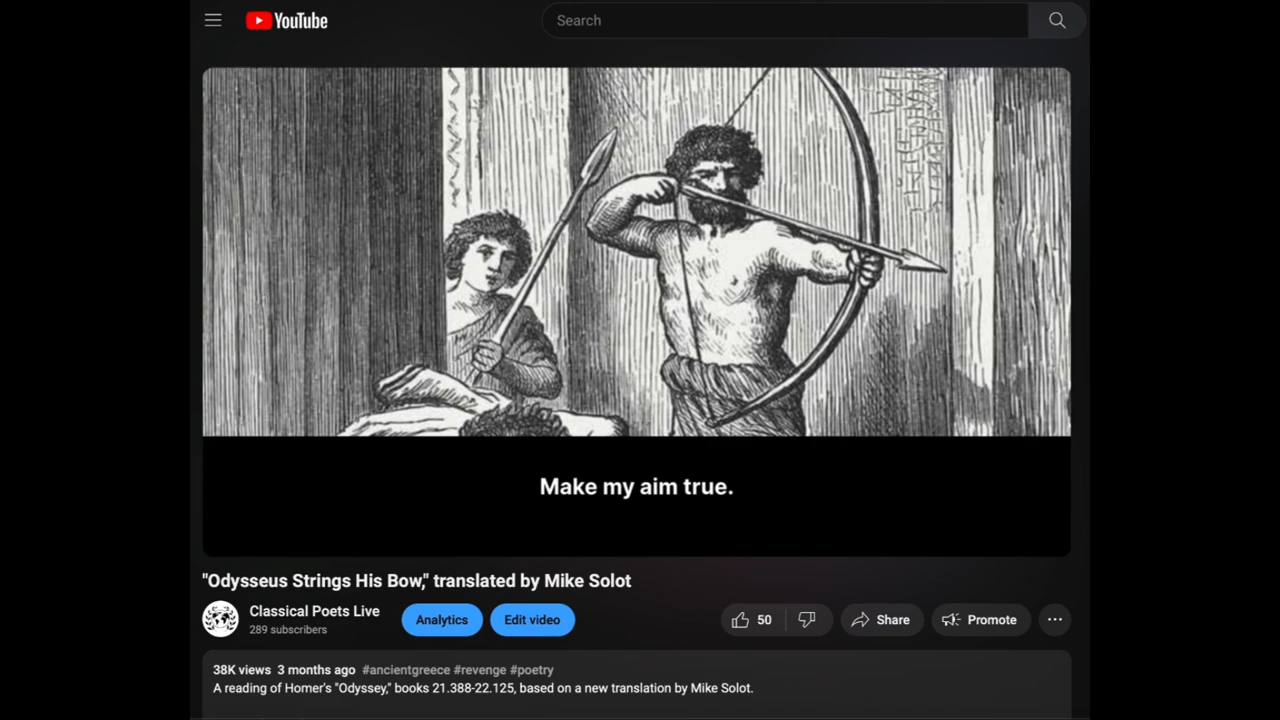 YouTube
Search
Make my aim true.
"Odysseus Strings His Bow," translated by Mike Solot
Classical Poets Live
289 subscribers
Analytics
Edit video
50
Share
Promote
38K views 3 months ago #ancientgreece #revenge #poetry
A reading of Homer's "Odyssey," books 21.388-22.125, based on a new translation by Mike Solot.